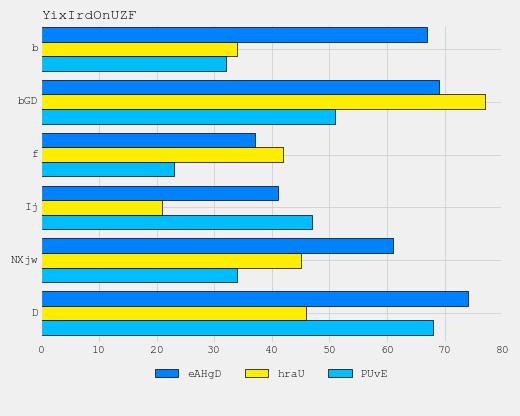 YixIrdOnUZF
b
bGD
f
Ij
NXjw
D
0 10 20 30 40 50 60 70 80
eAHgD hraU PUvE